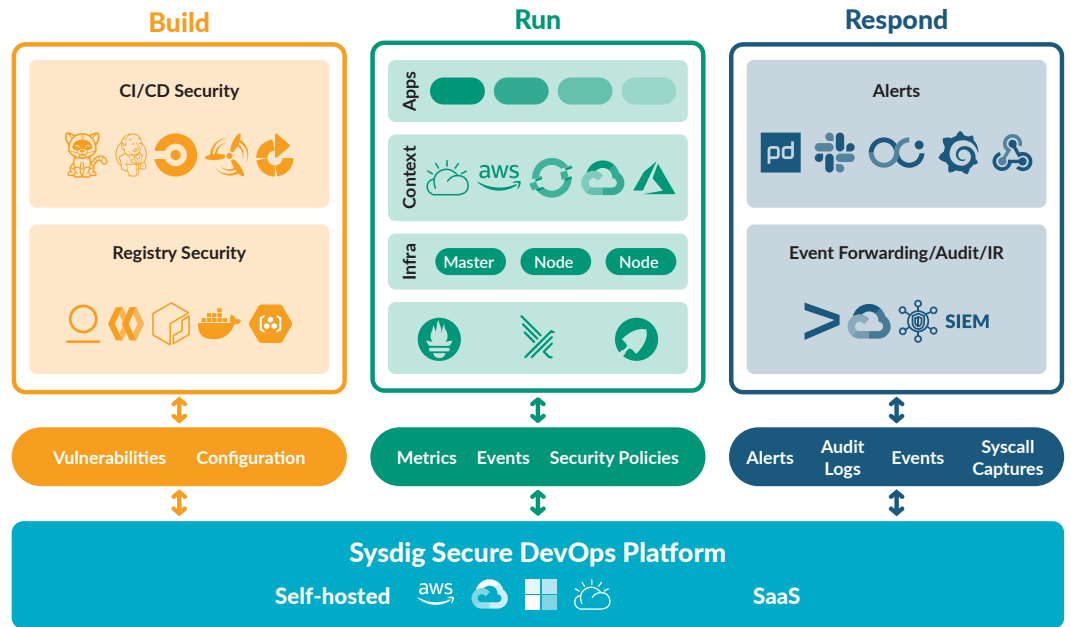 Build
Run
Respond
CI/CD Security
Registry Security
Apps
Context
aws
Infra
Master
Node
Node
Alerts
pd
Event Forwarding/Audit/IR
SIEM
Vulnerabilities
Configuration
Metrics
Events
Security Policies
Alerts
Audit
Logs
Events
Syscall
Captures
Sysdig Secure DevOps Platform
Self-hosted
aws
SaaS